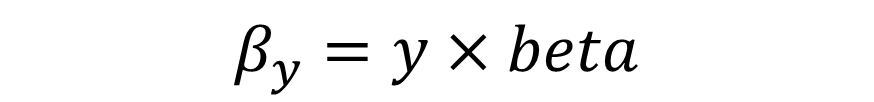 β_y = y × beta